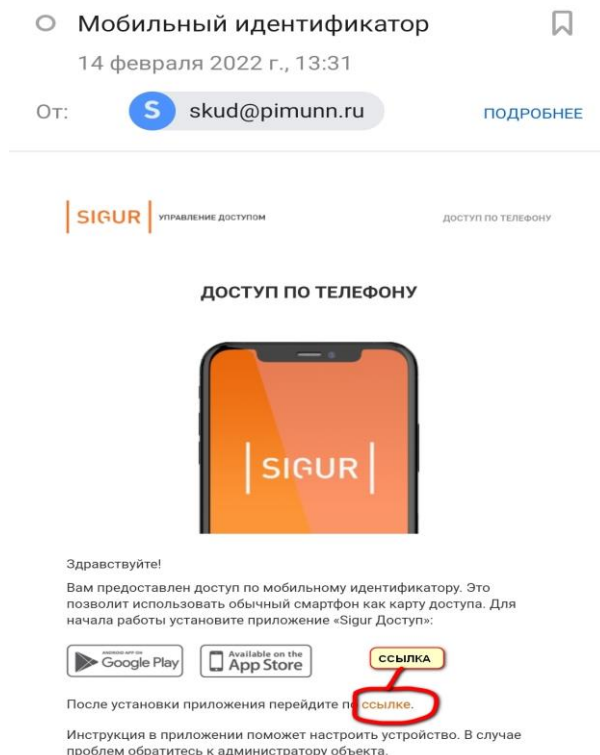 Мобильный идентификатор
14 февраля 2022 г., 13:31
От: S skud@pimunn.ru ПОДРОБНЕЕ
SIGUR УПРАВЛЕНИЕ ДОСТУПОМ ДОСТУП ПО ТЕЛЕФОНУ
ДОСТУП ПО ТЕЛЕФОНУ
SIGUR
Здравствуйте!
Вам предоставлен доступ по мобильному идентификатору. Это
позволит использовать обычный смартфон как карту доступа. Для
начала работы установите приложение «Sigur Доступ»:
ANDROID APP ON
Google Play
Available on the
App Store
ССЫЛКА
После установки приложения перейдите по ссылке.
Инструкция в приложении поможет настроить устройство. В случае
проблем обратитесь к администратору объекта.